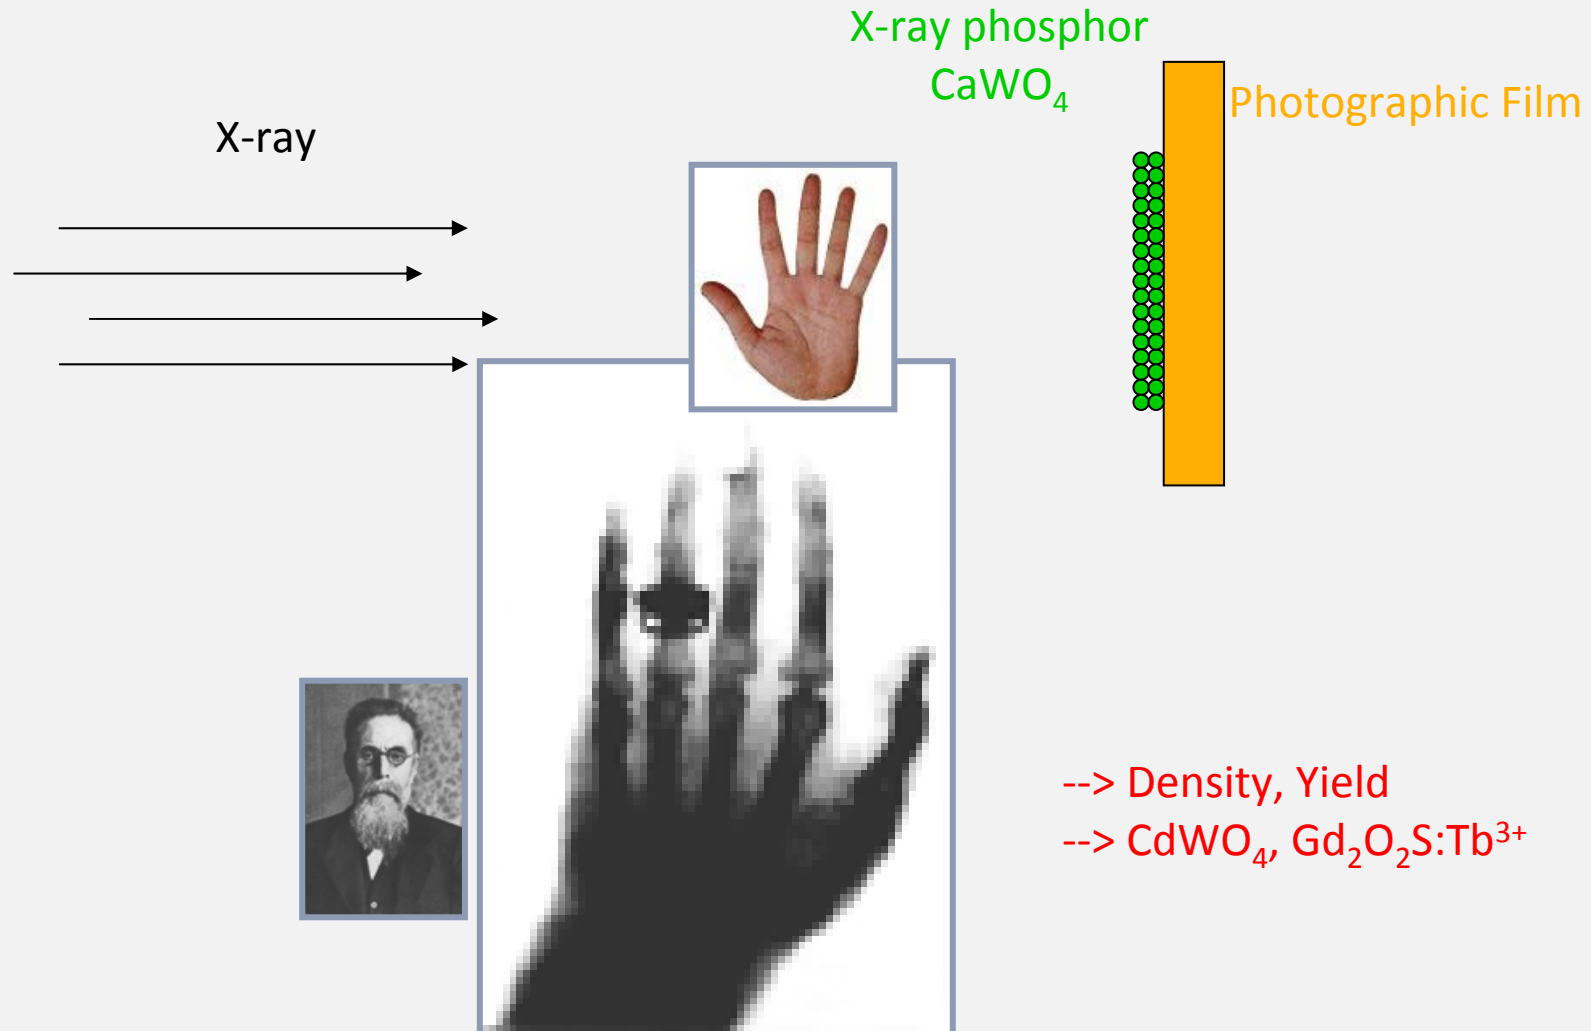 X-ray phosphor
CaWO₄
Photographic Film
X-ray
--> Density, Yield
--> CdWO₄, Gd₂O₂S:Tb³⁺